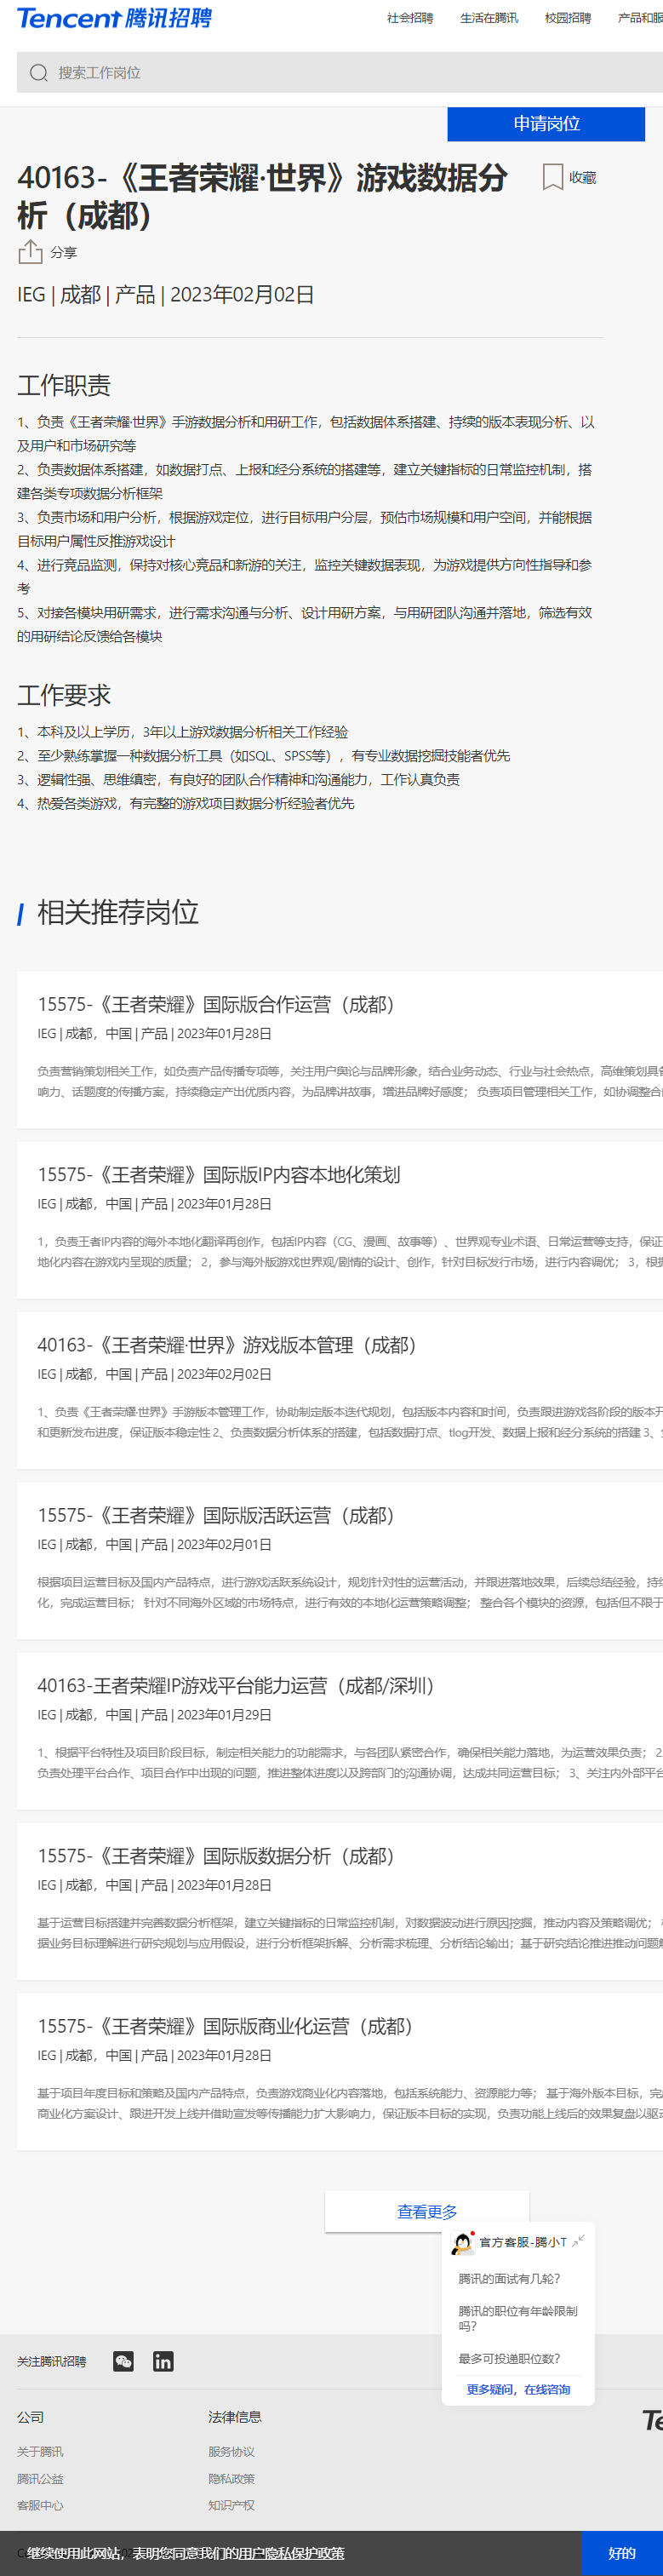 Tencent 腾讯招聘
社会招聘 生活在腾讯 校园招聘 产品和服
搜索工作岗位
申请岗位
40163-《王者荣耀·世界》游戏数据分
析（成都）
收藏
分享
IEG | 成都 | 产品 | 2023年02月02日
工作职责
1、负责《王者荣耀·世界》手游数据分析和用研工作，包括数据体系搭建、持续的版本表现分析、以
及用户和市场研究等
2、负责数据体系搭建，如数据打点、上报和经分系统的搭建等，建立关键指标的日常监控机制，搭
建各类专项数据分析框架
3、负责市场和用户分析，根据游戏定位，进行目标用户分层，预估市场规模和用户空间，并能根据
目标用户属性反推游戏设计
4、进行竞品监测，保持对核心竞品和新游的关注，监控关键数据表现，为游戏提供方向性指导和参
考
5、对接各模块用研需求，进行需求沟通与分析、设计用研方案，与用研团队沟通并落地，筛选有效
的用研结论反馈给各模块
工作要求
1、本科及以上学历，3年以上游戏数据分析相关工作经验
2、至少熟练掌握一种数据分析工具（如SQL、SPSS等），有专业数据挖掘技能者优先
3、逻辑性强、思维缜密，有良好的团队合作精神和沟通能力，工作认真负责
4、热爱各类游戏，有完整的游戏项目数据分析经验者优先
相关推荐岗位
15575-《王者荣耀》国际版合作运营（成都）
IEG | 成都，中国 | 产品 | 2023年01月28日
负责营销策划相关工作，如负责产品传播专项等，关注用户舆论与品牌形象，结合业务动态、行业与社会热点，高维策划具备
响力、话题度的传播方案，持续稳定产出优质内容，为品牌讲故事，增进品牌好感度； 负责项目管理相关工作，如协调整合
15575-《王者荣耀》国际版IP内容本地化策划
IEG | 成都，中国 | 产品 | 2023年01月28日
1，负责王者IP内容的海外本地化翻译再创作，包括IP内容（CG、漫画、故事等）、世界观专业术语、日常运营等支持，保证
地化内容在游戏内呈现的质量； 2，参与海外版游戏世界观/剧情的设计、创作，针对目标发行市场，进行内容调优； 3，根据
40163-《王者荣耀·世界》游戏版本管理（成都）
IEG | 成都，中国 | 产品 | 2023年02月02日
1、负责《王者荣耀·世界》手游版本管理工作，协助制定版本迭代规划，包括版本内容和时间，负责跟进游戏各阶段的版本开
和更新发布进度，保证版本稳定性 2、负责数据分析体系的搭建，包括数据打点、tlog开发、数据上报和经分系统的搭建 3、
15575-《王者荣耀》国际版活跃运营（成都）
IEG | 成都，中国 | 产品 | 2023年02月01日
根据项目运营目标及国内产品特点，进行游戏活跃系统设计，规划针对性的运营活动，并跟进落地效果，后续总结经验，持续
化，完成运营目标； 针对不同海外区域的市场特点，进行有效的本地化运营策略调整； 整合各个模块的资源，包括但不限于
40163-王者荣耀IP游戏平台能力运营（成都/深圳）
IEG | 成都，中国 | 产品 | 2023年01月29日
1、根据平台特性及项目阶段目标，制定相关能力的功能需求，与各团队紧密合作，确保相关能力落地，为运营效果负责； 2
负责处理平台合作、项目合作中出现的问题，推进整体进度以及跨部门的沟通协调，达成共同运营目标； 3、关注内外部平台
15575-《王者荣耀》国际版数据分析（成都）
IEG | 成都，中国 | 产品 | 2023年01月28日
基于运营目标搭建并完善数据分析框架，建立关键指标的日常监控机制，对数据波动进行原因挖掘，推动内容及策略调优；
据业务目标理解进行研究规划与应用假设，进行分析框架拆解、分析需求梳理、分析结论输出；基于研究结论推进推动问题解
15575-《王者荣耀》国际版商业化运营（成都）
IEG | 成都，中国 | 产品 | 2023年01月28日
基于项目年度目标和策略及国内产品特点，负责游戏商业化内容落地，包括系统能力、资源能力等； 基于海外版本目标，完成
商业化方案设计、跟进开发上线并借助宣发等传播能力扩大影响力，保证版本目标的实现，负责功能上线后的效果复盘以驱动
查看更多
官方客服-腾小T
腾讯的面试有几轮？
腾讯的职位有年龄限制
吗？
最多可投递职位数？
更多疑问，在线咨询
关注腾讯招聘
公司 法律信息 Te
关于腾讯 服务协议
腾讯公益 隐私政策
客服中心 知识产权
继续使用此网站，表明您同意我们的用户隐私保护政策 好的